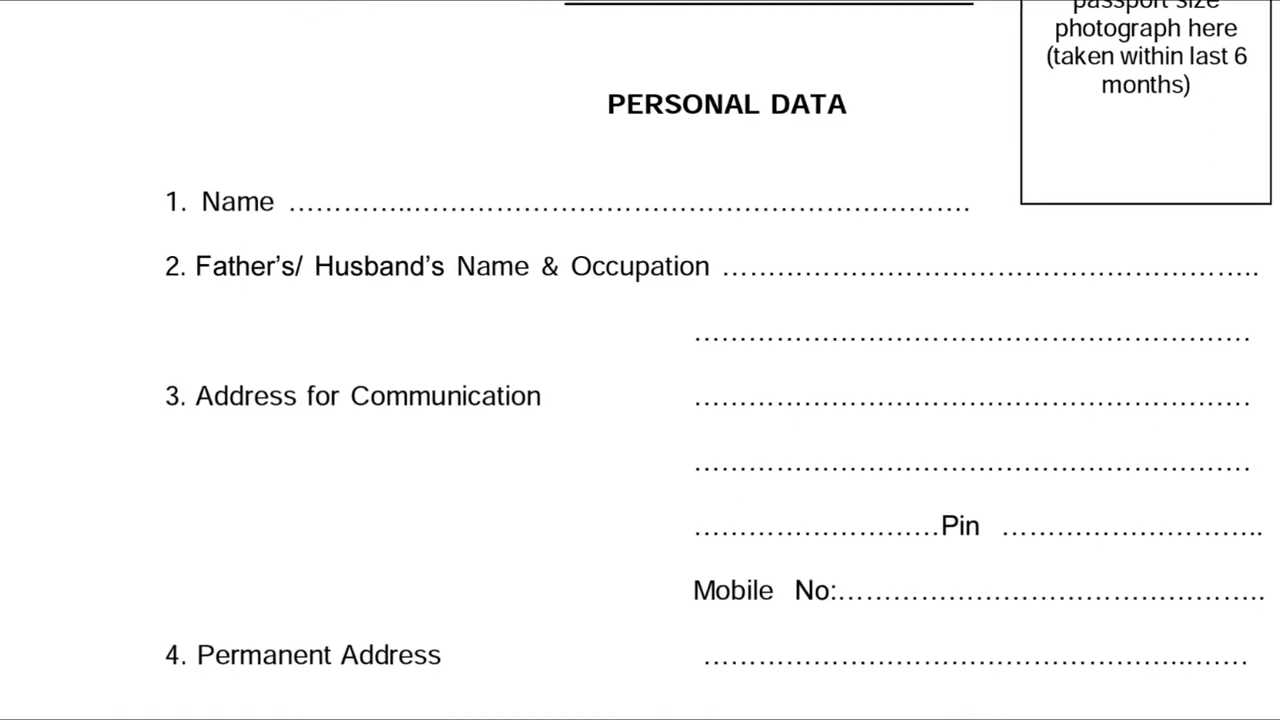 passport size
photograph here
(taken within last 6
months)
PERSONAL DATA
1. Name …………..…………………………………………………….
2. Father’s/ Husband’s Name & Occupation …………………………………………………..
…………………………………………………….
3. Address for Communication …………………………………………………….
…………………………………………………….
……………………….Pin ………………………..
Mobile No:………………………………………..
4. Permanent Address ……………………………………………..…….